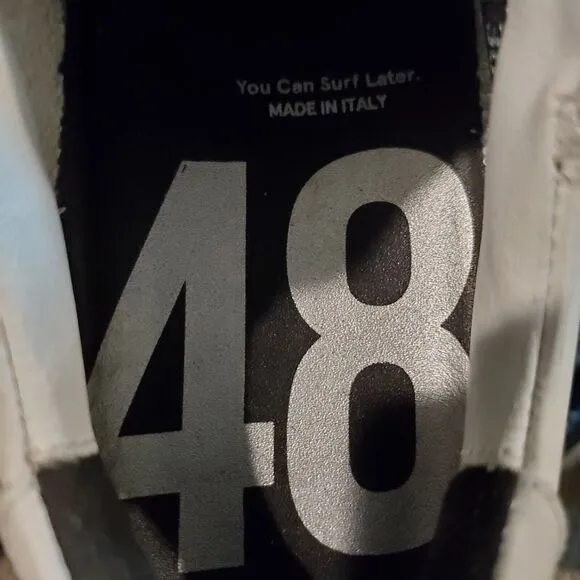 You Can Surf Later.
MADE IN ITALY
48